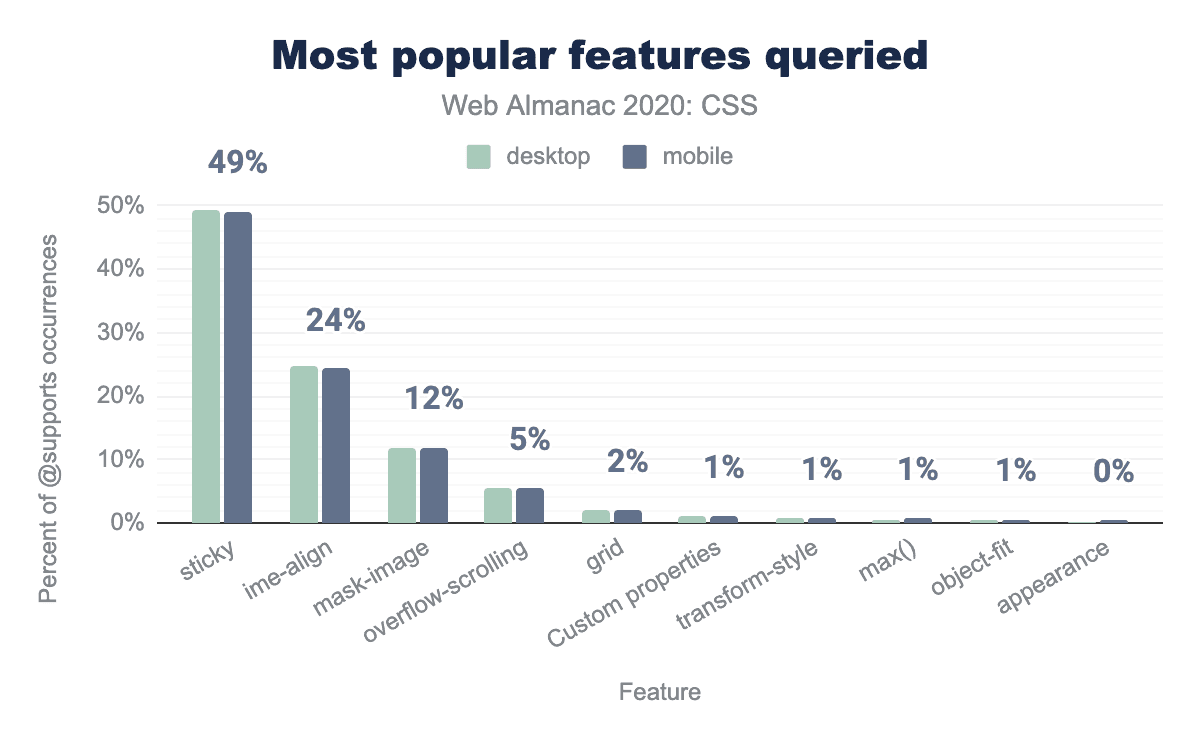 Most popular features queried
Web Almanac 2020: CSS
desktop
mobile
49%
24%
12%
5%
2%
1%
1%
1%
1%
0%
50%
40%
30%
20%
10%
0%
Percent of @supports occurrences
sticky
ime-align
mask-image
overflow-scrolling
grid
Custom properties
transform-style
max()
object-fit
appearance
Feature